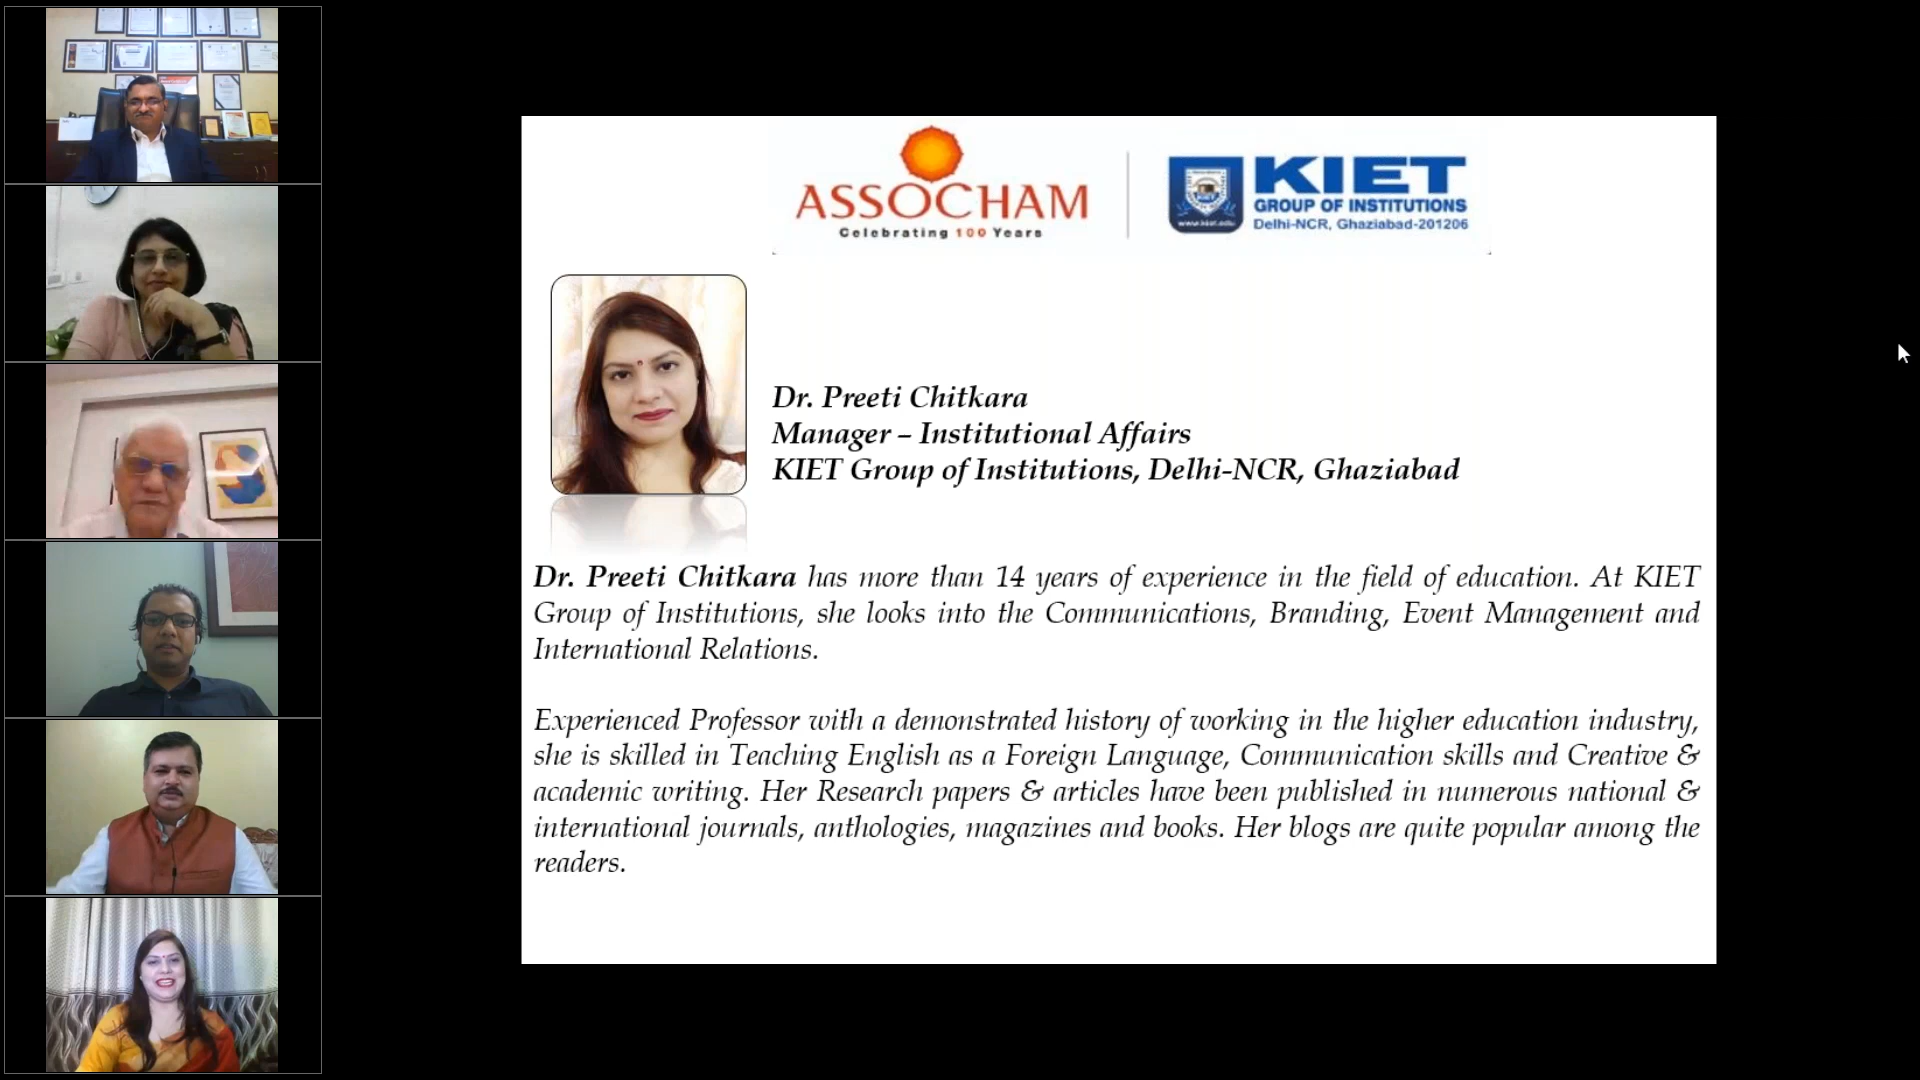 ASSOCHAM
Celebrating 100 Years
KIET
GROUP OF INSTITUTIONS
Delhi-NCR, Ghaziabad-201206
www.kiet.edu
Dr. Preeti Chitkara
Manager – Institutional Affairs
KIET Group of Institutions, Delhi-NCR, Ghaziabad
Dr. Preeti Chitkara has more than 14 years of experience in the field of education. At KIET
Group of Institutions, she looks into the Communications, Branding, Event Management and
International Relations.
Experienced Professor with a demonstrated history of working in the higher education industry,
she is skilled in Teaching English as a Foreign Language, Communication skills and Creative &
academic writing. Her Research papers & articles have been published in numerous national &
international journals, anthologies, magazines and books. Her blogs are quite popular among the
readers.